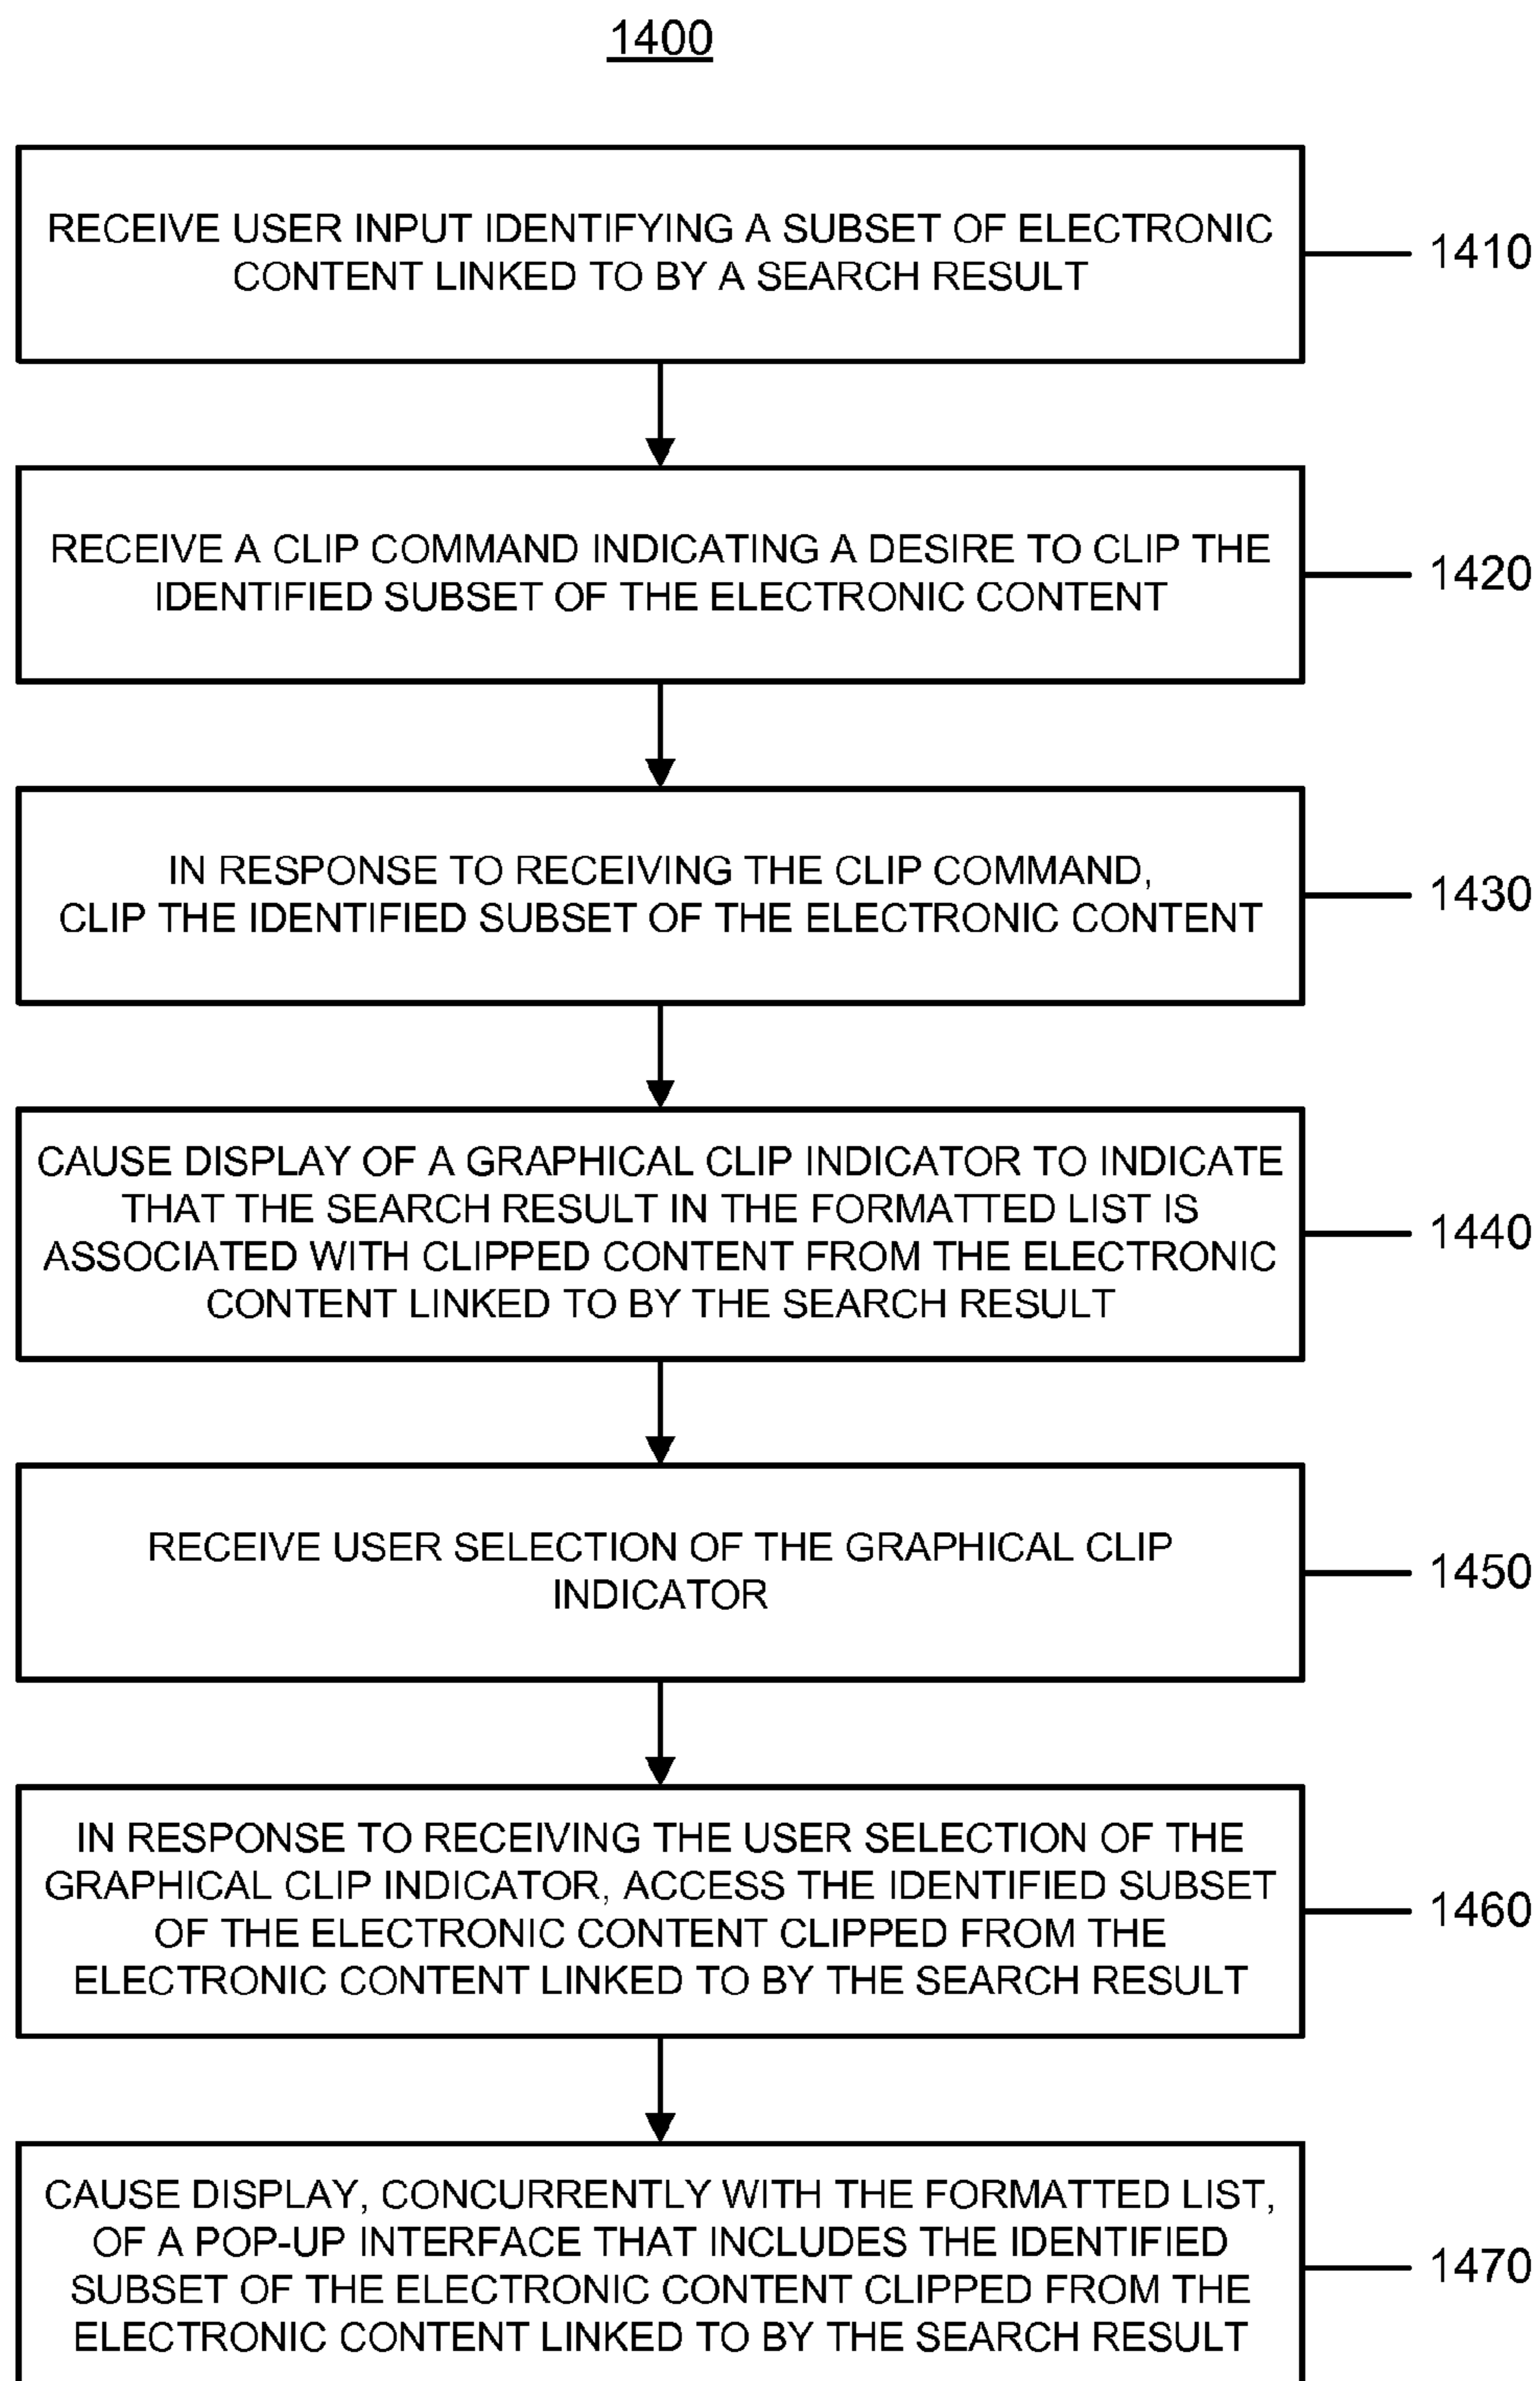 1400
RECEIVE USER INPUT IDENTIFYING A SUBSET OF ELECTRONIC
CONTENT LINKED TO BY A SEARCH RESULT
1410
RECEIVE A CLIP COMMAND INDICATING A DESIRE TO CLIP THE
IDENTIFIED SUBSET OF THE ELECTRONIC CONTENT
1420
IN RESPONSE TO RECEIVING THE CLIP COMMAND,
CLIP THE IDENTIFIED SUBSET OF THE ELECTRONIC CONTENT
1430
CAUSE DISPLAY OF A GRAPHICAL CLIP INDICATOR TO INDICATE
THAT THE SEARCH RESULT IN THE FORMATTED LIST IS
ASSOCIATED WITH CLIPPED CONTENT FROM THE ELECTRONIC
CONTENT LINKED TO BY THE SEARCH RESULT
1440
RECEIVE USER SELECTION OF THE GRAPHICAL CLIP
INDICATOR
1450
IN RESPONSE TO RECEIVING THE USER SELECTION OF THE
GRAPHICAL CLIP INDICATOR, ACCESS THE IDENTIFIED SUBSET
OF THE ELECTRONIC CONTENT CLIPPED FROM THE
ELECTRONIC CONTENT LINKED TO BY THE SEARCH RESULT
1460
CAUSE DISPLAY, CONCURRENTLY WITH THE FORMATTED LIST,
OF A POP-UP INTERFACE THAT INCLUDES THE IDENTIFIED
SUBSET OF THE ELECTRONIC CONTENT CLIPPED FROM THE
ELECTRONIC CONTENT LINKED TO BY THE SEARCH RESULT
1470